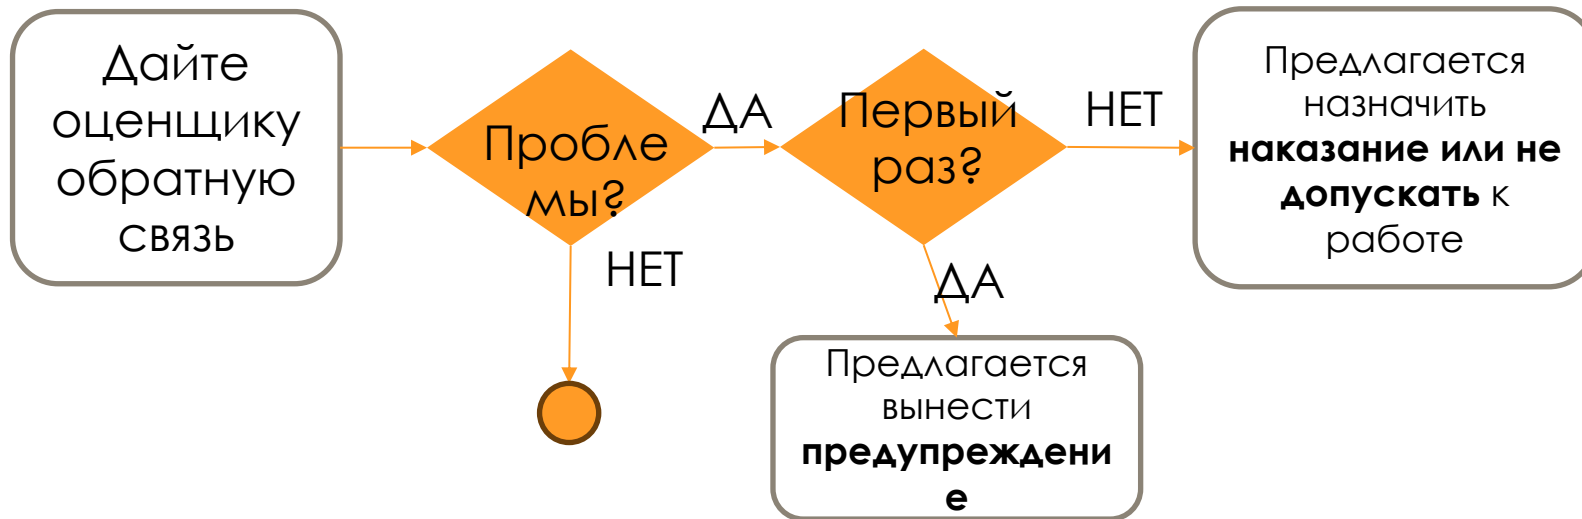 Дайте
оценщику
обратную
связь
Пробле
мы?
ДА
Первый
раз?
НЕТ
Предлагается
назначить
наказание или не
допускать к
работе
НЕТ
ДА
Предлагается
вынести
предупреждени
е